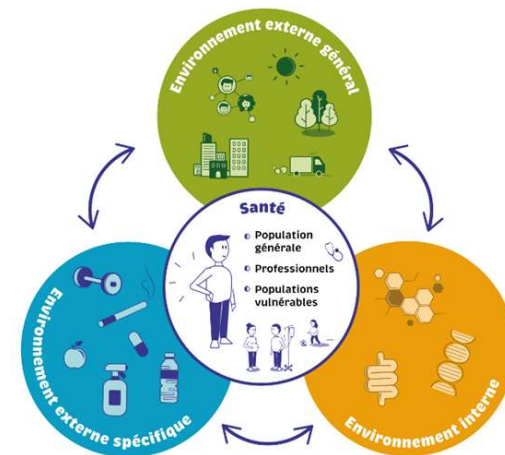 Environnement externe général
Santé
Population
générale
Professionnels
Populations
vulnérables
Environnement externe spécifique
Environnement interne